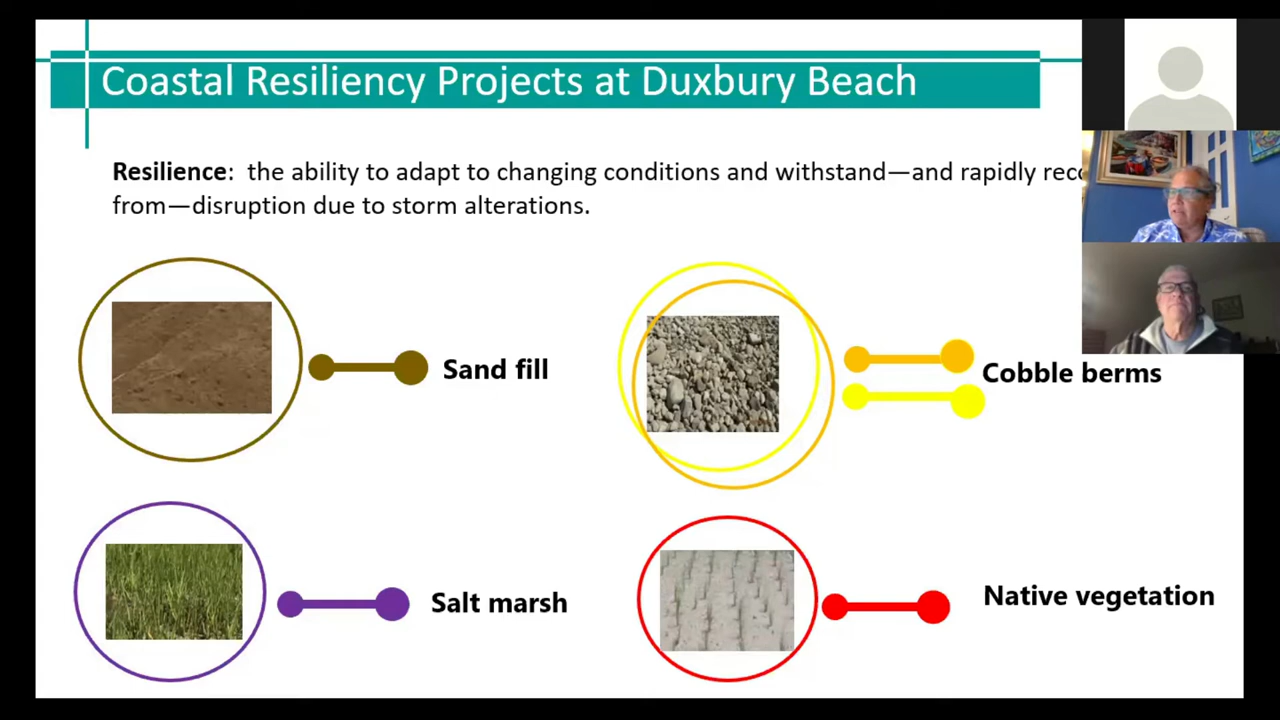 Coastal Resiliency Projects at Duxbury Beach
Resilience: the ability to adapt to changing conditions and withstand—and rapidly
from—disruption due to storm alterations.
Sand fill
Cobble berms
Salt marsh
Native vegetation